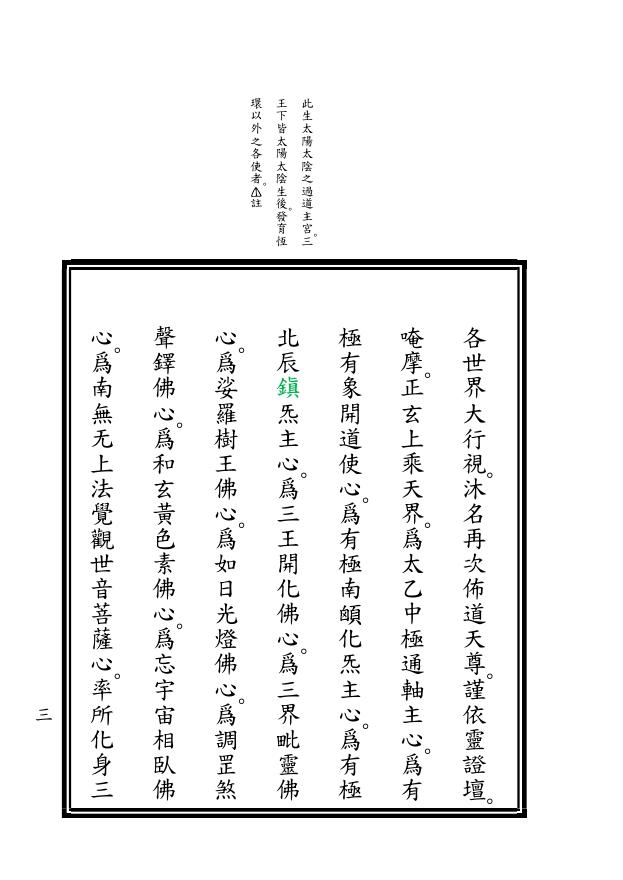 此生太陽太陰之過道主宮。三
王下皆太陽太陰生後。發育恆
環以外之各使者。⚠註
各世界大行視。沐名再次佈道天尊。謹依靈證壇。
唵摩。正玄上乘天界。爲太乙中極通軸主心。爲有
極有象開道使心。爲有極南䪼化炁主心。爲有極
北辰鎭炁主心。爲三王開化佛心。爲三界毗靈佛
心。爲娑羅樹王佛心。爲如日光燈佛心。爲調罡煞
聲鐸佛心。爲和玄黃色素佛心。爲忘宇宙相臥佛
心。爲南無无上法覺觀世音菩薩心。率所化身三
三